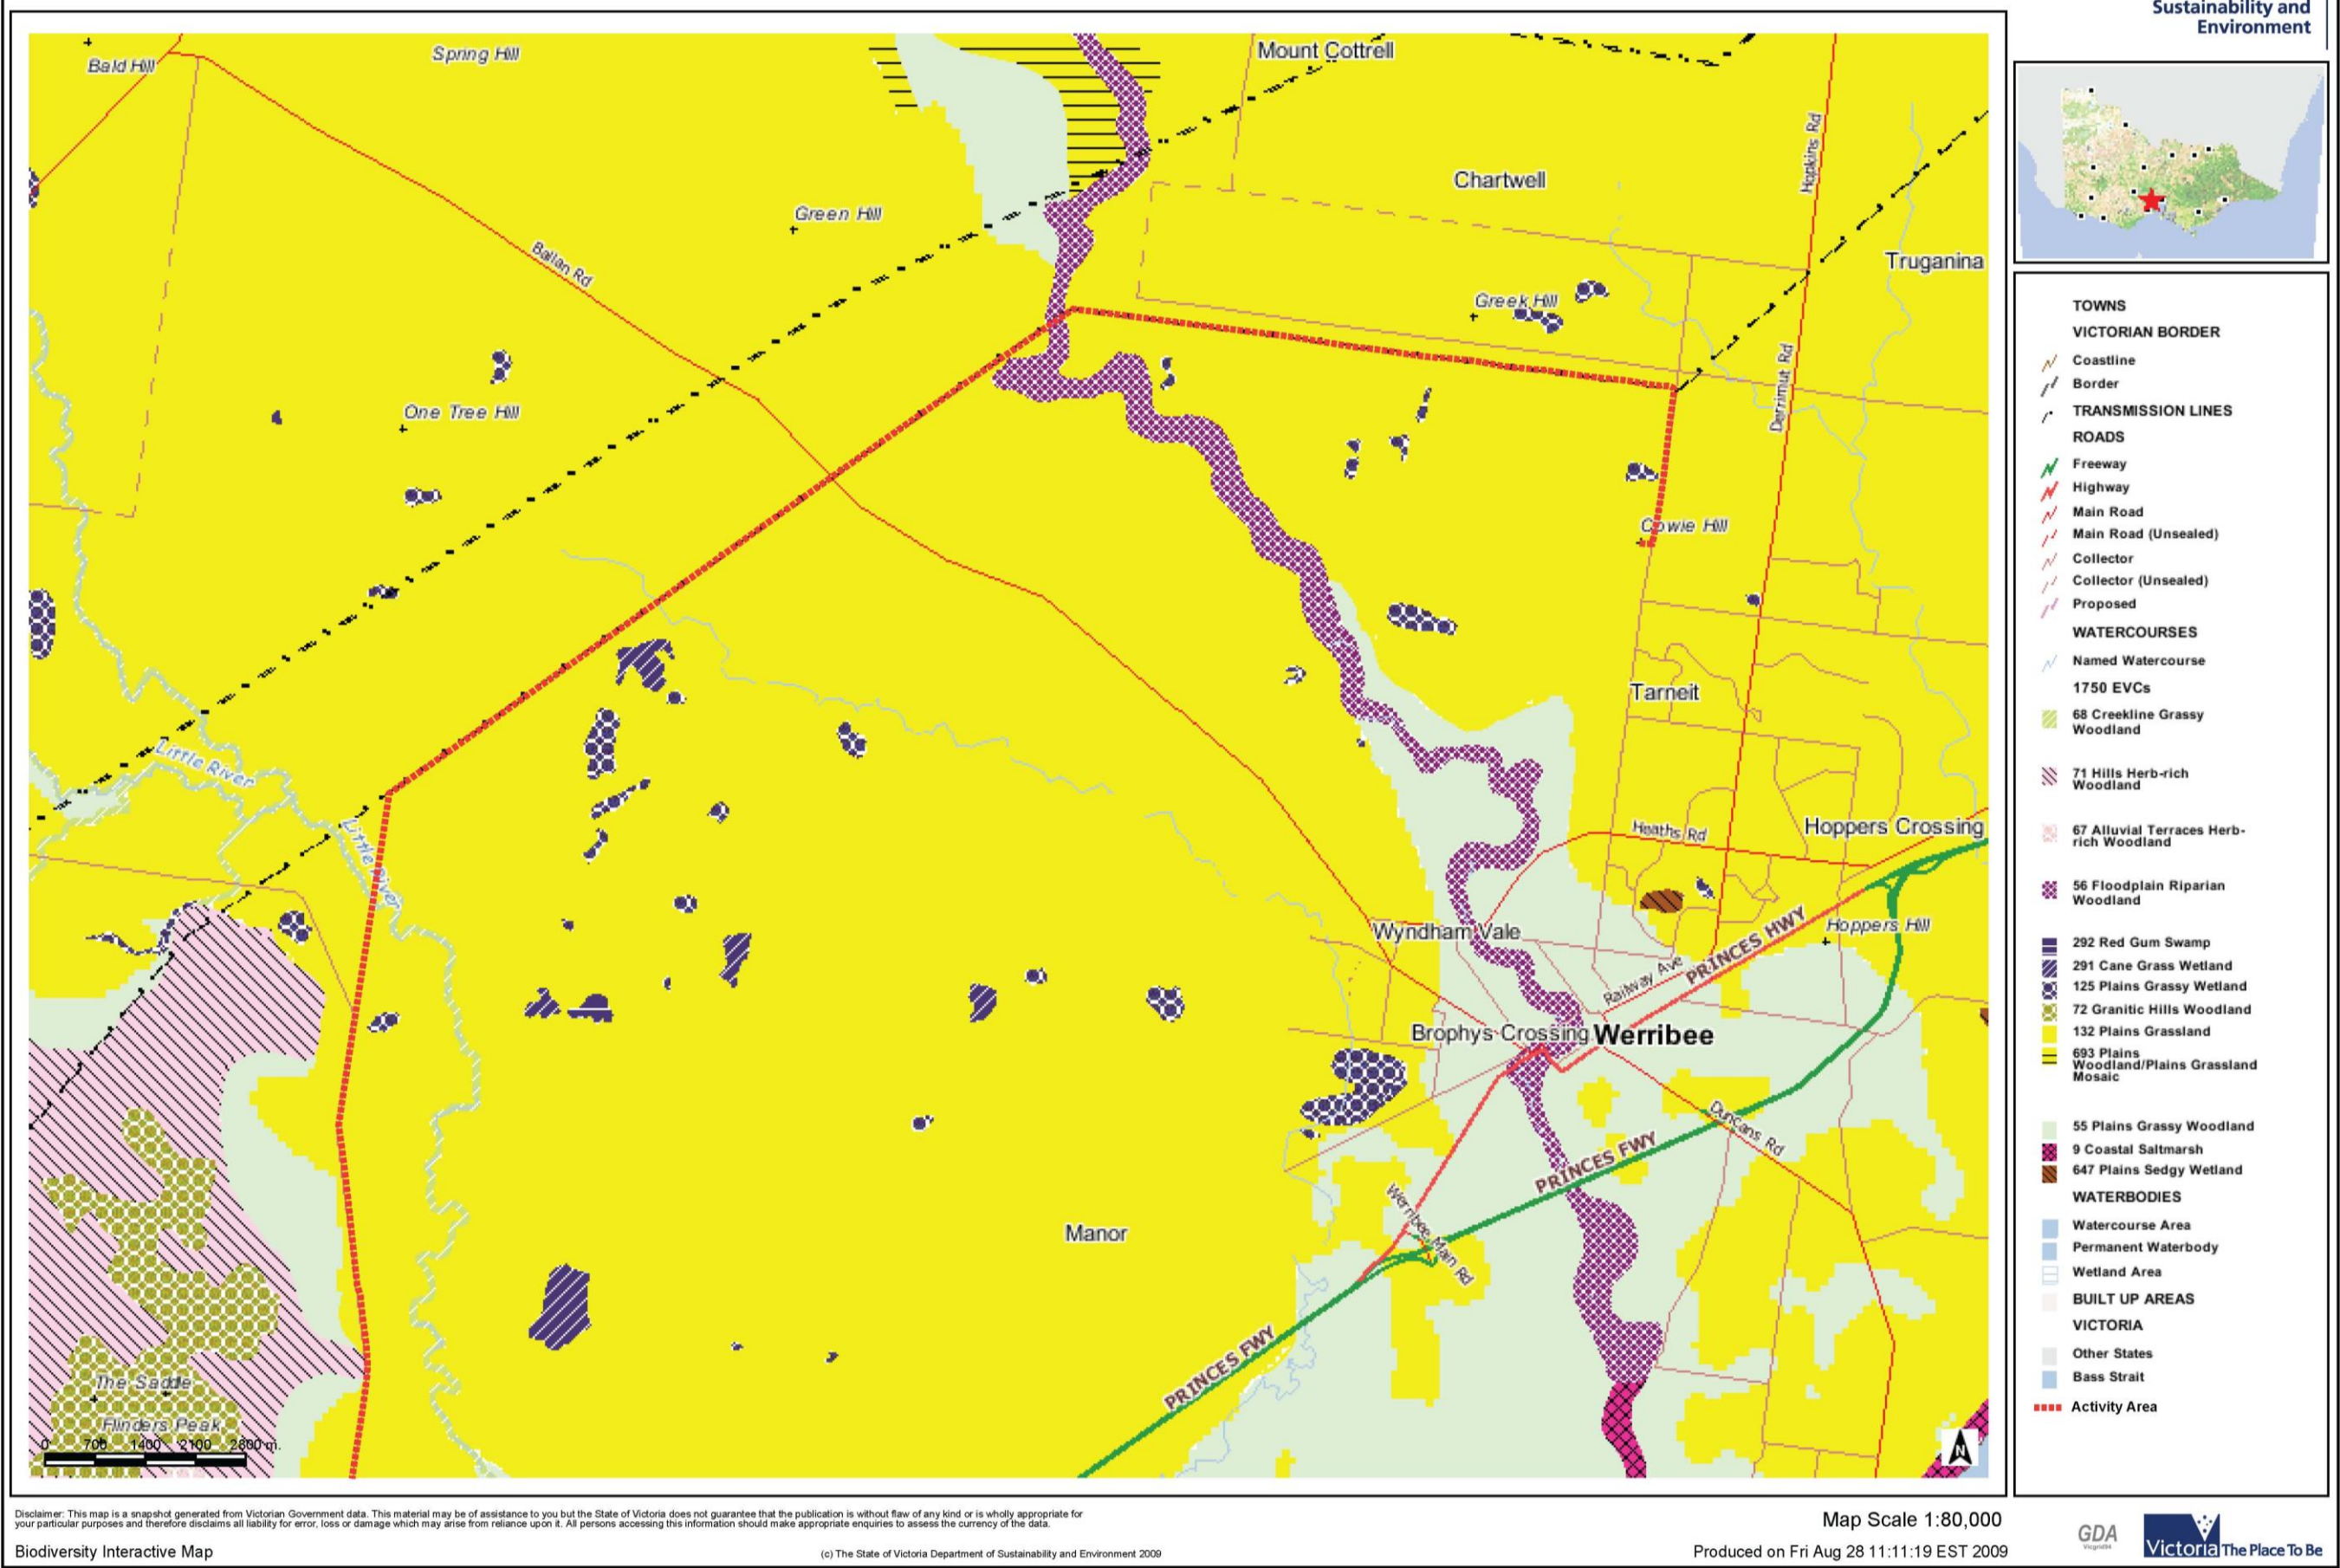 Sustainability and
Environment
Bald Hill
Spring Hill
Mount Cottrell
Hopkins Rd
Chartwell
Green Hill
Ballan Rd
Truganina
Greek Hill
Derrimut Rd
One Tree Hill
Cowie Hill
Tarneit
Little River
Little River
Heaths Rd
Hoppers Crossing
Wyndham Vale
PRINCES HWY
Hoppers Hill
Railway Ave
Brophys Crossing
Werribee
Duncans Rd
PRINCES FWY
Werribee Main Rd
Manor
PRINCES FWY
The Saddle
Flinders Peak
0 700 1400 2100 2800 m.
N
TOWNS
VICTORIAN BORDER
Coastline
Border
TRANSMISSION LINES
ROADS
Freeway
Highway
Main Road
Main Road (Unsealed)
Collector
Collector (Unsealed)
Proposed
WATERCOURSES
Named Watercourse
1750 EVCs
68 Creekline Grassy
Woodland
71 Hills Herb-rich
Woodland
67 Alluvial Terraces Herb-
rich Woodland
56 Floodplain Riparian
Woodland
292 Red Gum Swamp
291 Cane Grass Wetland
125 Plains Grassy Wetland
72 Granitic Hills Woodland
132 Plains Grassland
693 Plains
Woodland/Plains Grassland
Mosaic
55 Plains Grassy Woodland
9 Coastal Saltmarsh
647 Plains Sedgy Wetland
WATERBODIES
Watercourse Area
Permanent Waterbody
Wetland Area
BUILT UP AREAS
VICTORIA
Other States
Bass Strait
Activity Area
Disclaimer: This map is a snapshot generated from Victorian Government data. This material may be of assistance to you but the State of Victoria does not guarantee that the publication is without flaw of any kind or is wholly appropriate for
your particular purposes and therefore disclaims all liability for error, loss or damage which may arise from reliance upon it. All persons accessing this information should make appropriate enquiries to assess the currency of the data.
Biodiversity Interactive Map
(c) The State of Victoria Department of Sustainability and Environment 2009
Map Scale 1:80,000
Produced on Fri Aug 28 11:11:19 EST 2009
GDA
Vicgrid94
Victoria The Place To Be